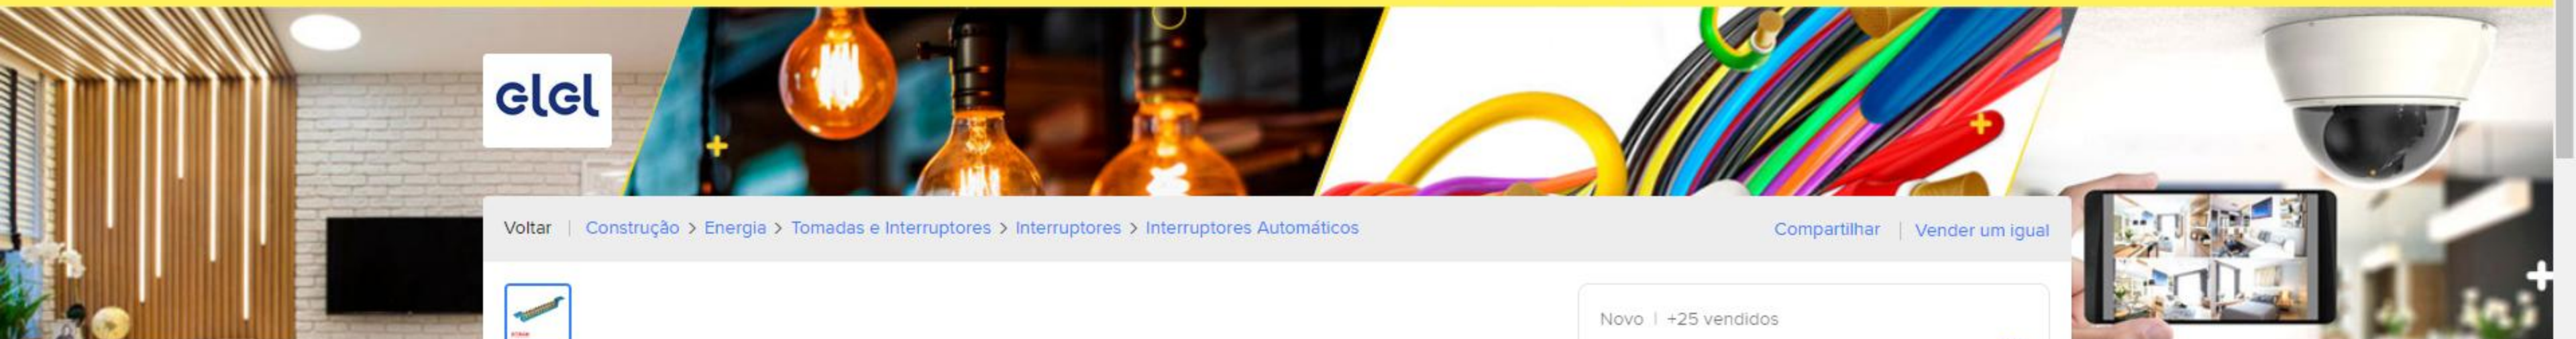 elel
Voltar | Construção > Energia > Tomadas e Interruptores > Interruptores > Interruptores Automáticos
Compartilhar | Vender um igual
Novo | +25 vendidos